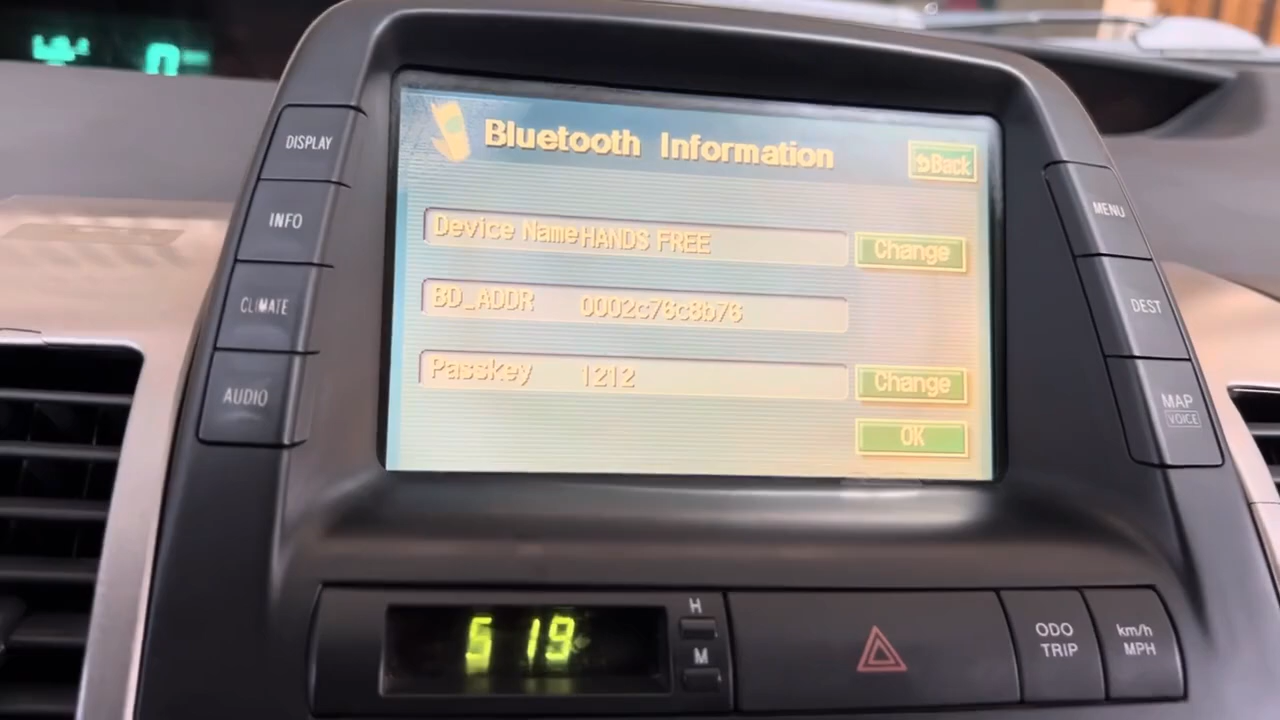 DISPLAY
INFO
CLIMATE
AUDIO
Bluetooth Information
Back
Device Name HANDS FREE
Change
BD_ADDR 0002c76c8b76
Passkey 1212
Change
OK
MENU
DEST
MAP
VOICE
5 19
H
M
ODO
TRIP
km/h
MPH